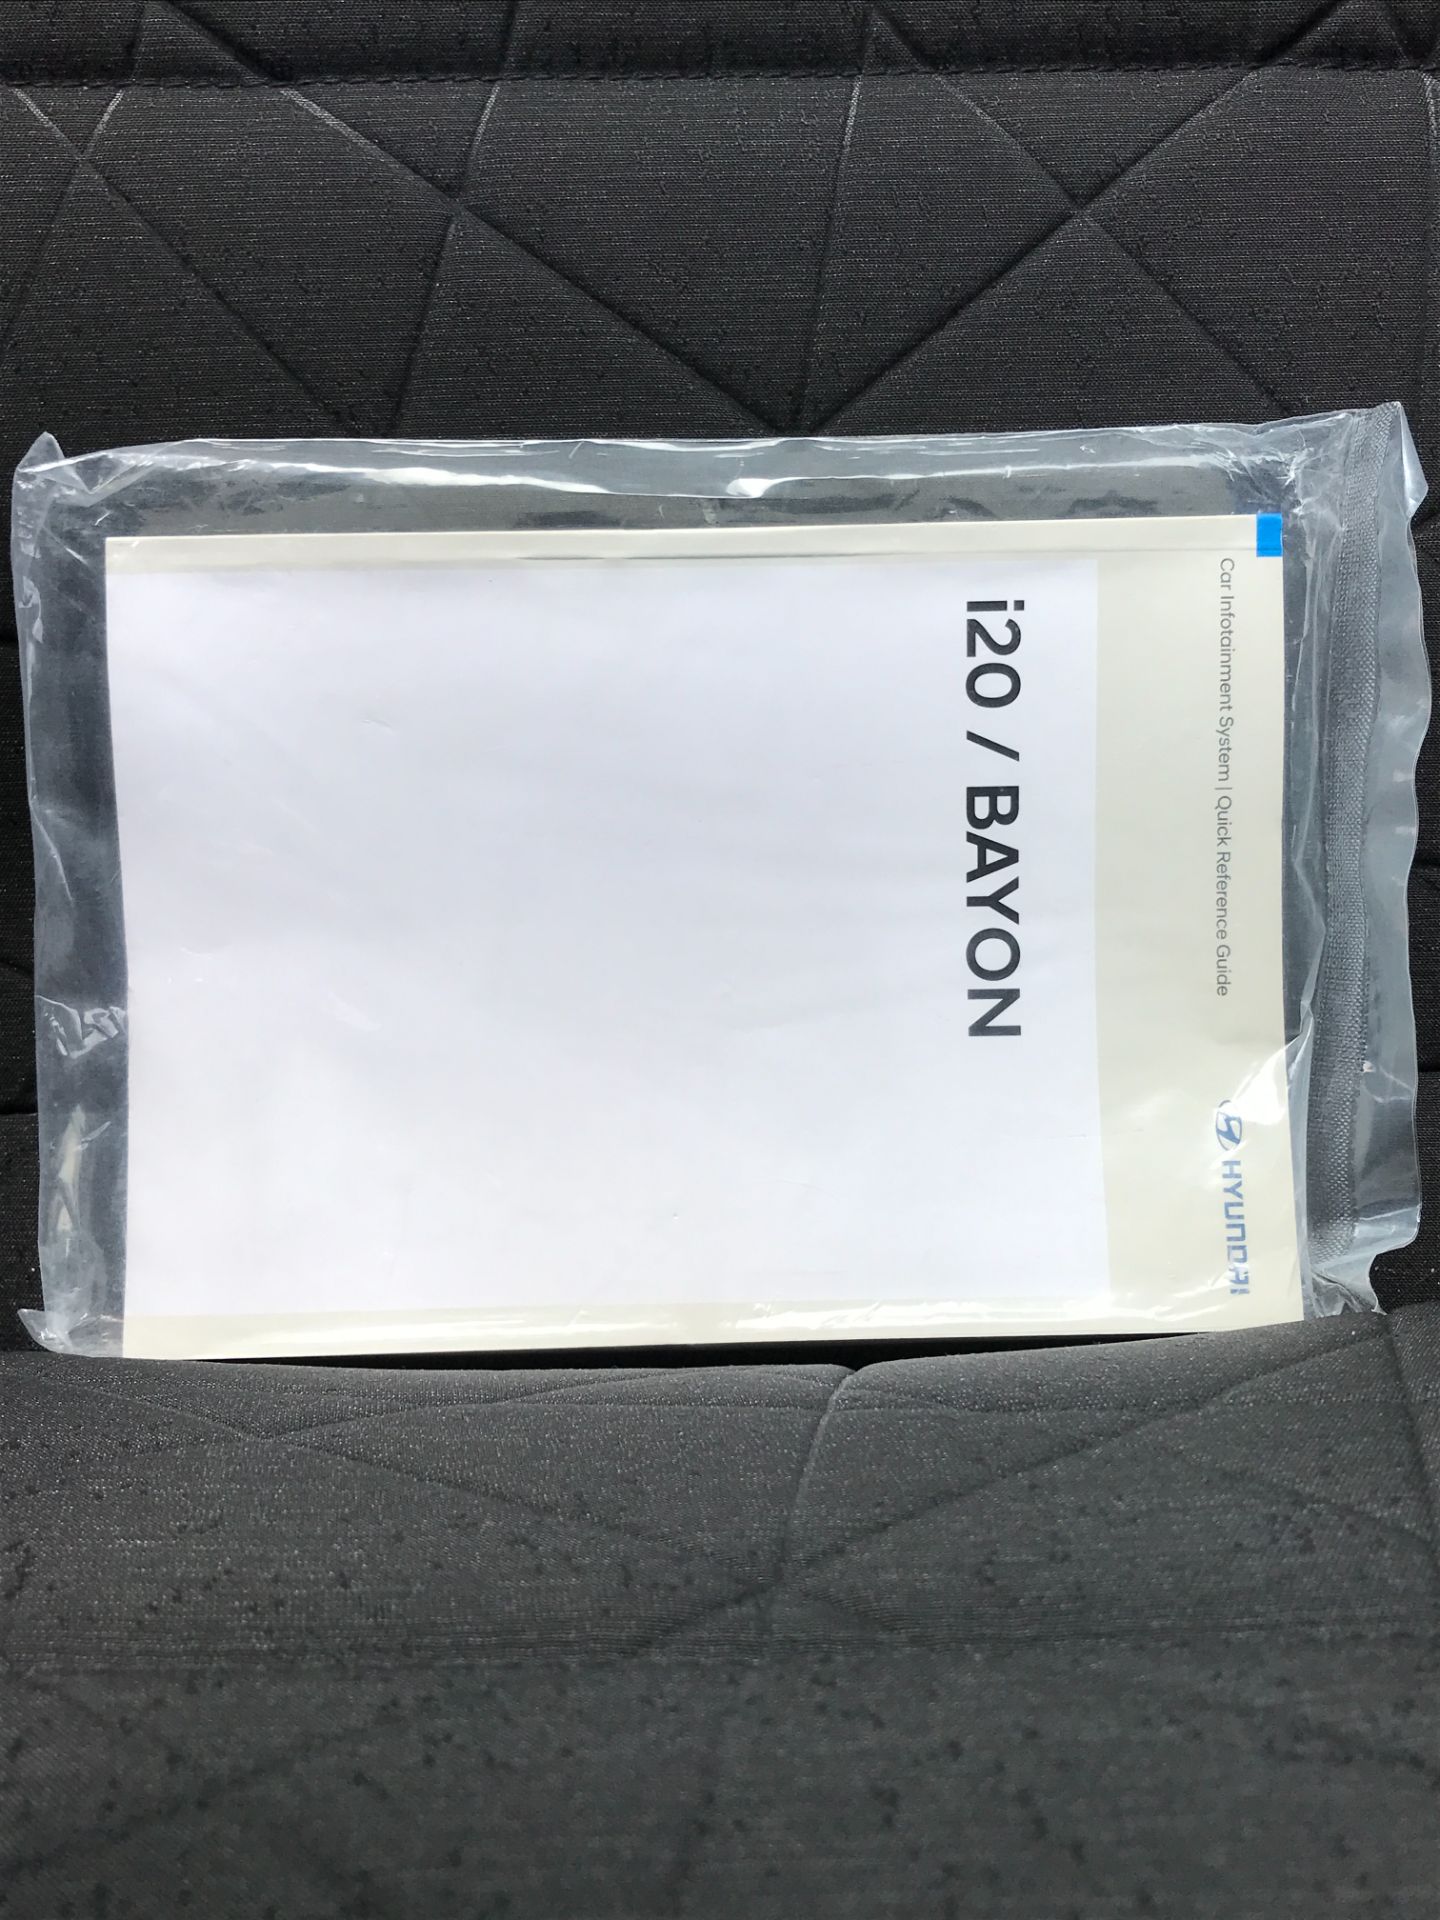 Car Infotainment System | Quick Reference Guide
HYUNDAI
i20 / BAYON